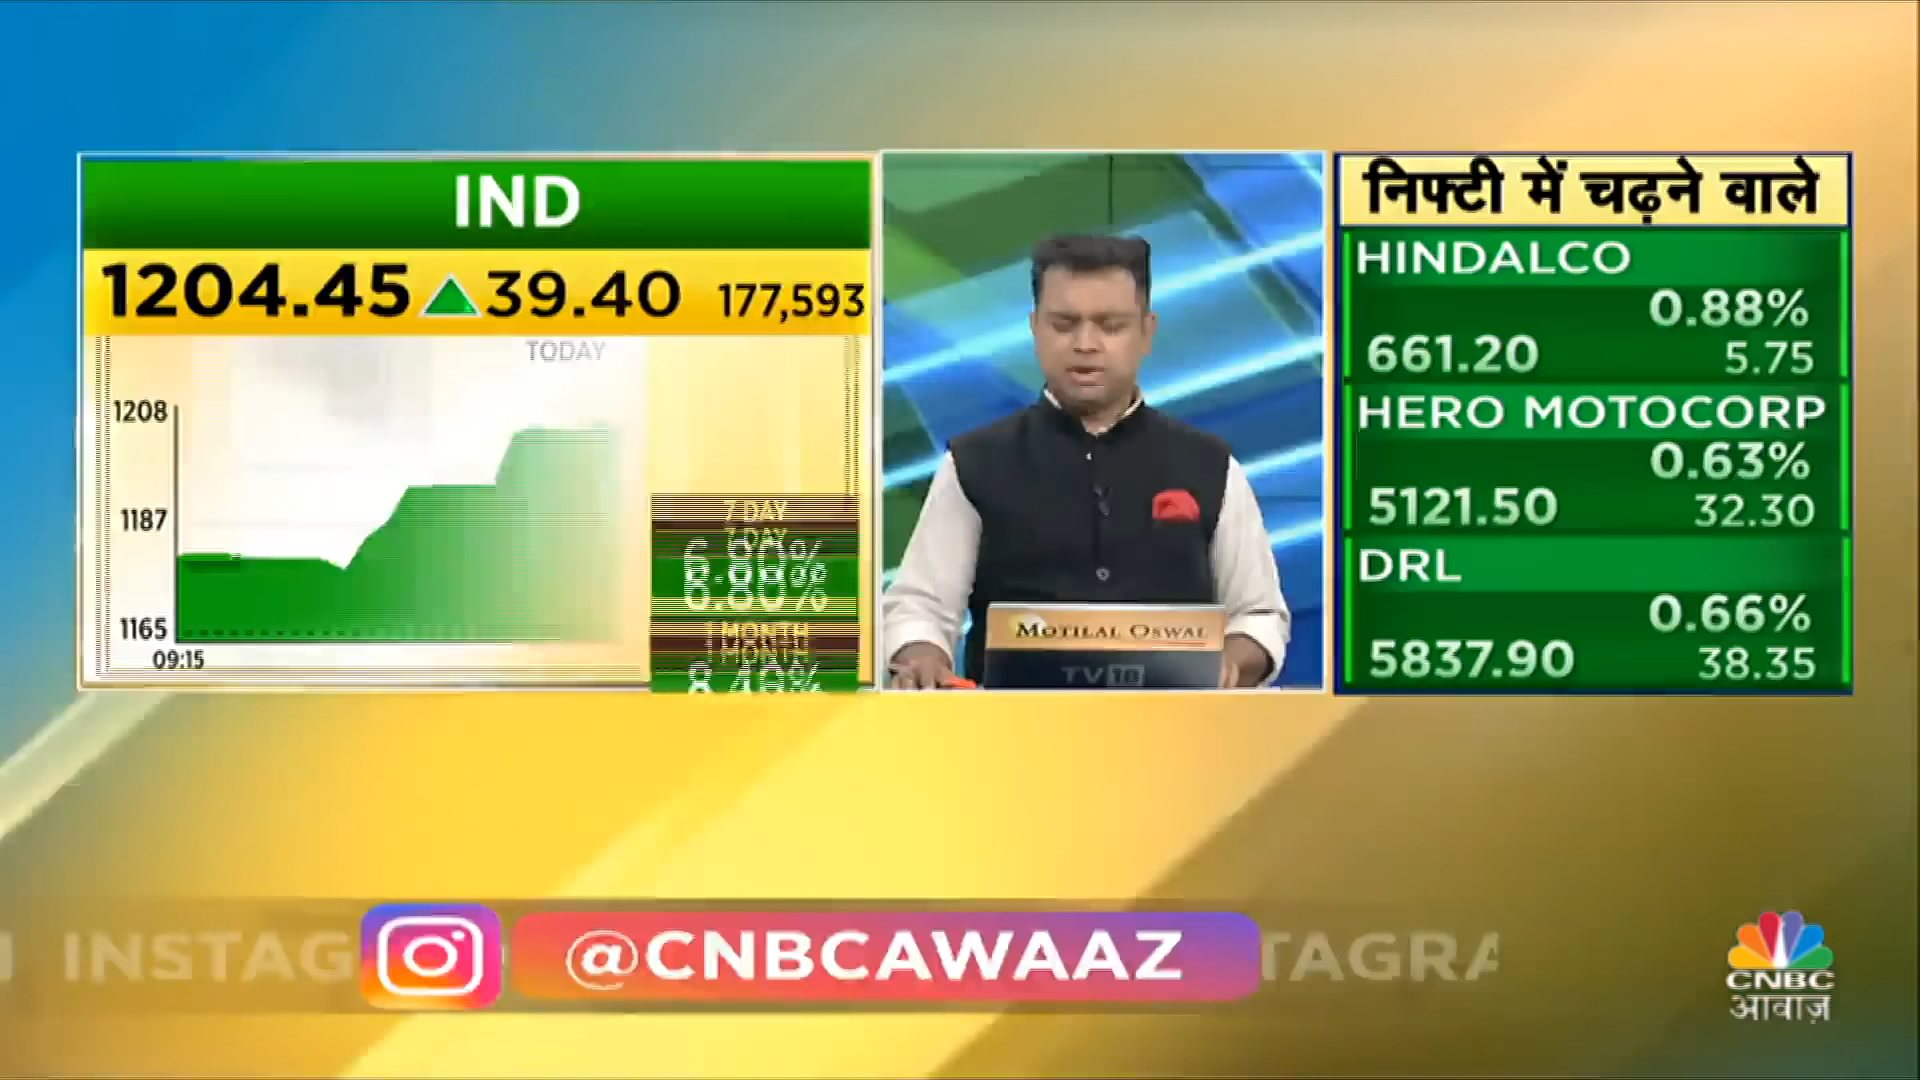 IND
1204.45 ▲ 39.40 177,593
TODAY
1208
1187
1165
09:15
7 DAY
1 MONTH
MOTILAL OSWAL
TV18
निफ्टी में चढ़ने वाले
HINDALCO
0.88%
661.20 5.75
HERO MOTOCORP
0.63%
5121.50 32.30
DRL
0.66%
5837.90 38.35
INSTAG @CNBCAWAAZ TAGRA
CNBC
आवाज़